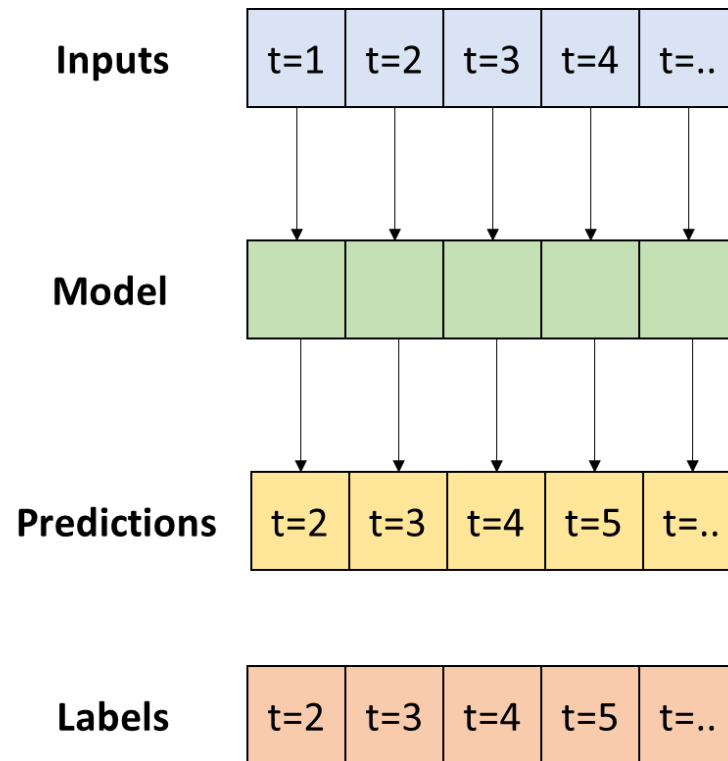 Inputs t=1 t=2 t=3 t=4 t=..
Model
Predictions t=2 t=3 t=4 t=5 t=..
Labels t=2 t=3 t=4 t=5 t=..